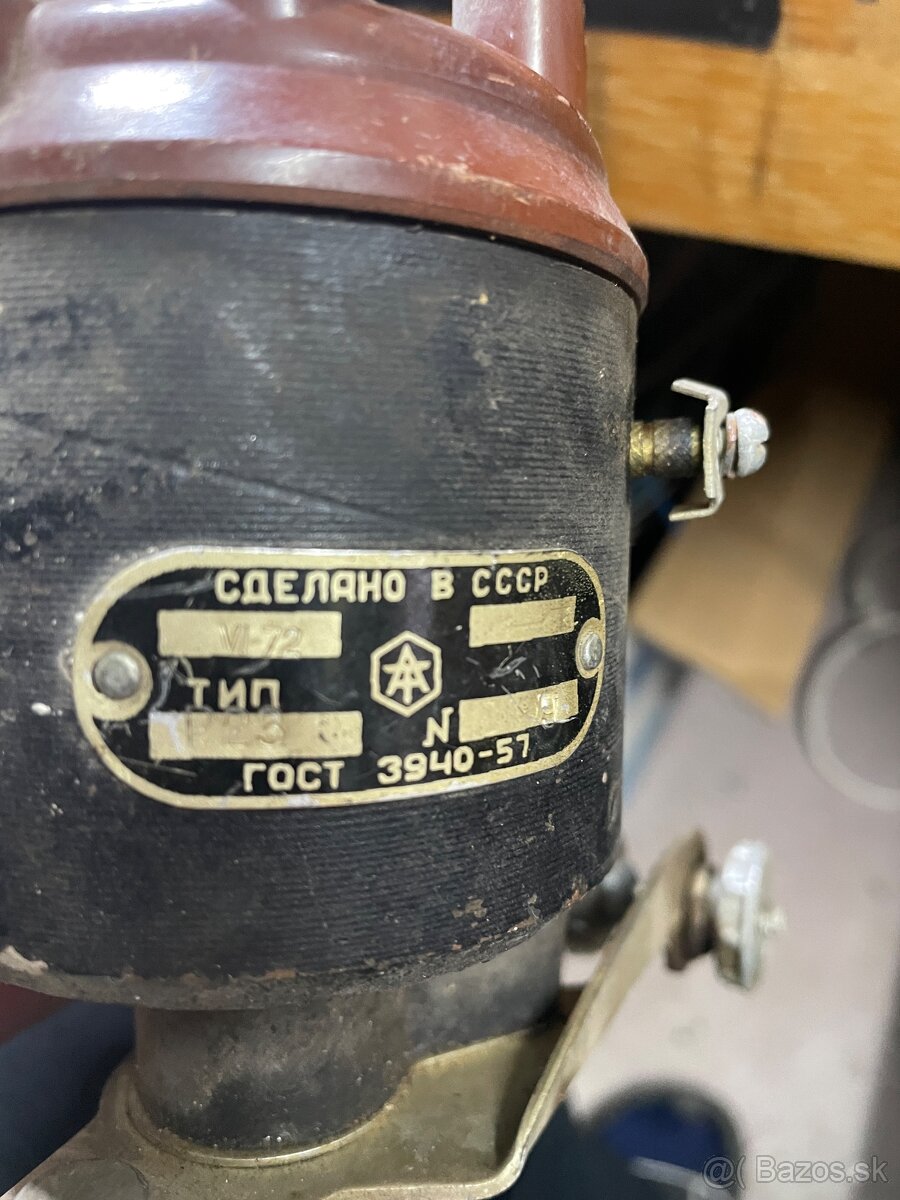 СДЕЛАНО В СССР
VI-72
ТИП
N
ГОСТ 3940-57
@( Bazos.sk